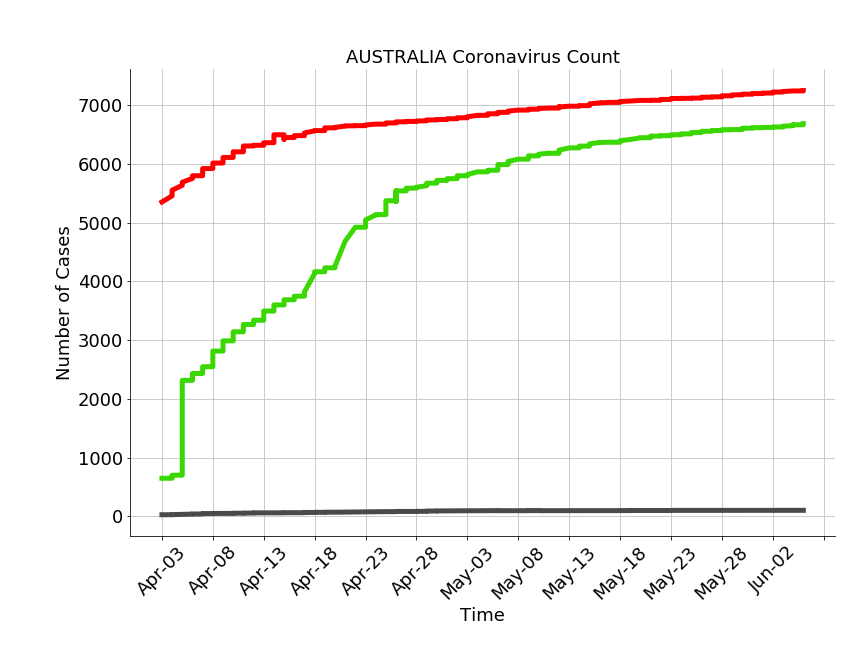 AUSTRALIA Coronavirus Count
Number of Cases
7000
6000
5000
4000
3000
2000
1000
0
Apr-03
Apr-08
Apr-13
Apr-18
Apr-23
Apr-28
May-03
May-08
May-13
May-18
May-23
May-28
Jun-02
Time